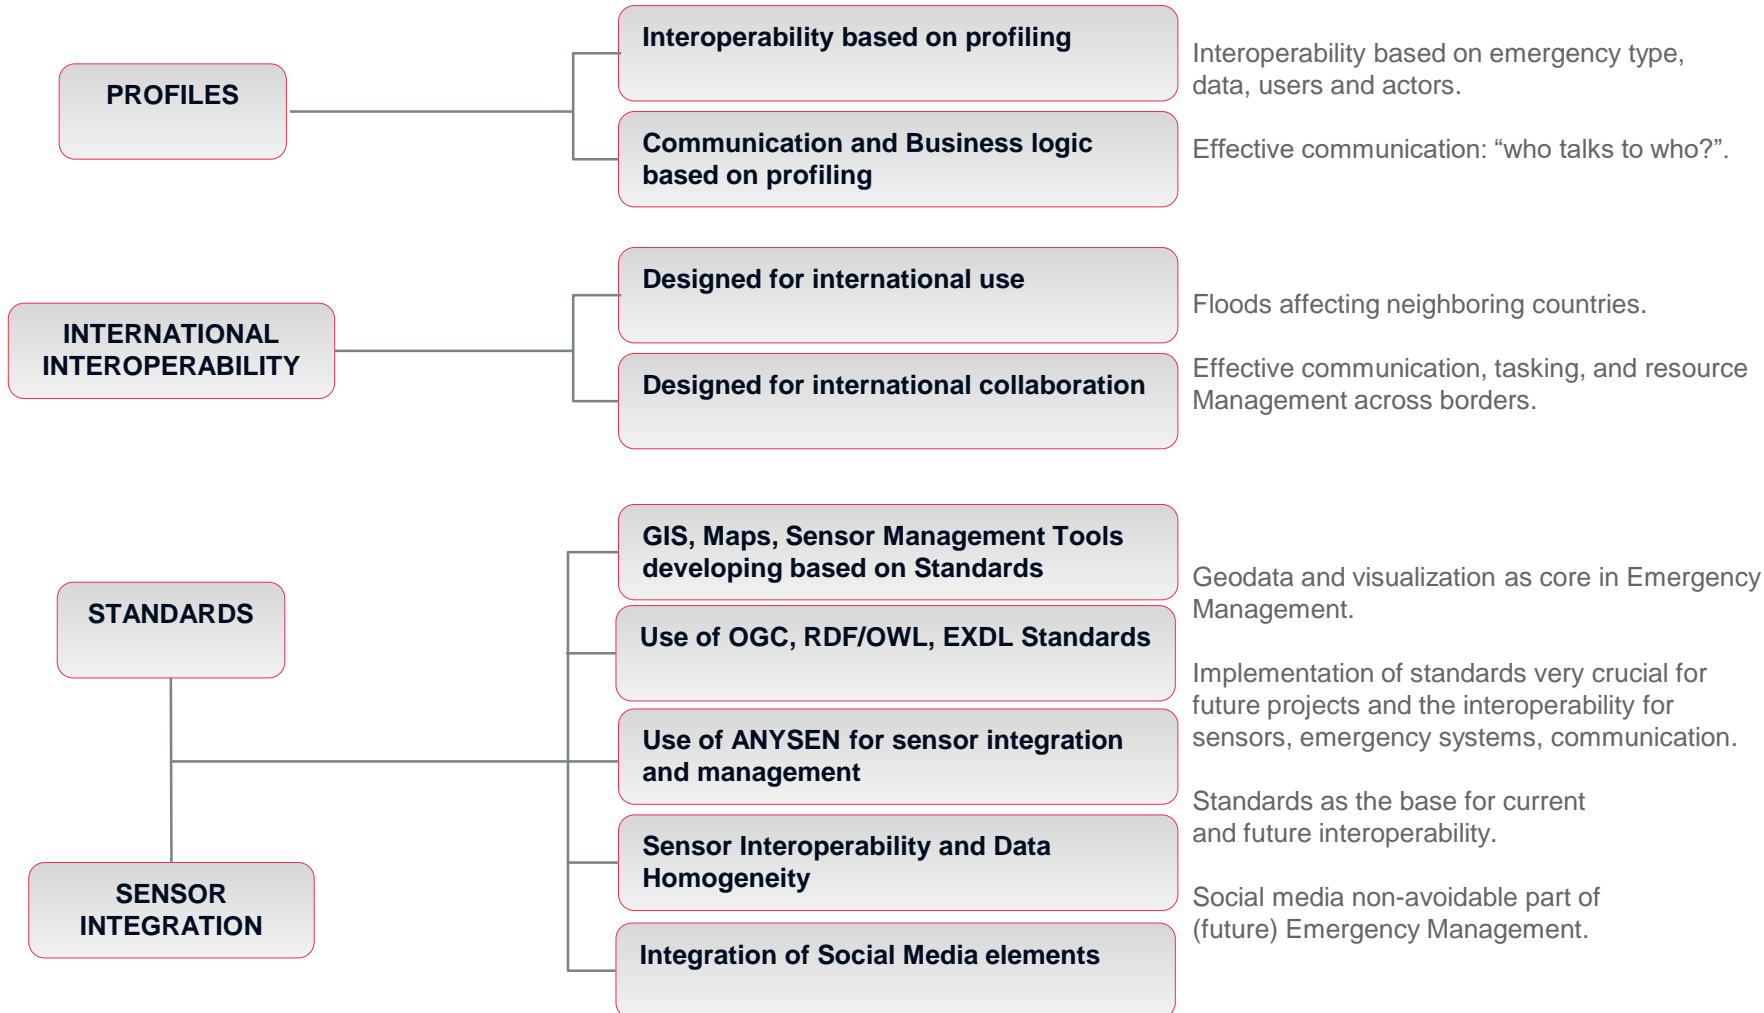 PROFILES
Interoperability based on profiling
Interoperability based on emergency type,
data, users and actors.
Communication and Business logic
based on profiling
Effective communication: “who talks to who?”.
INTERNATIONAL
INTEROPERABILITY
Designed for international use
Floods affecting neighboring countries.
Designed for international collaboration
Effective communication, tasking, and resource
Management across borders.
STANDARDS
SENSOR
INTEGRATION
GIS, Maps, Sensor Management Tools
developing based on Standards
Use of OGC, RDF/OWL, EXDL Standards
Use of ANYSEN for sensor integration
and management
Sensor Interoperability and Data
Homogeneity
Integration of Social Media elements
Geodata and visualization as core in Emergency
Management.
Implementation of standards very crucial for
future projects and the interoperability for
sensors, emergency systems, communication.
Standards as the base for current
and future interoperability.
Social media non-avoidable part of
(future) Emergency Management.